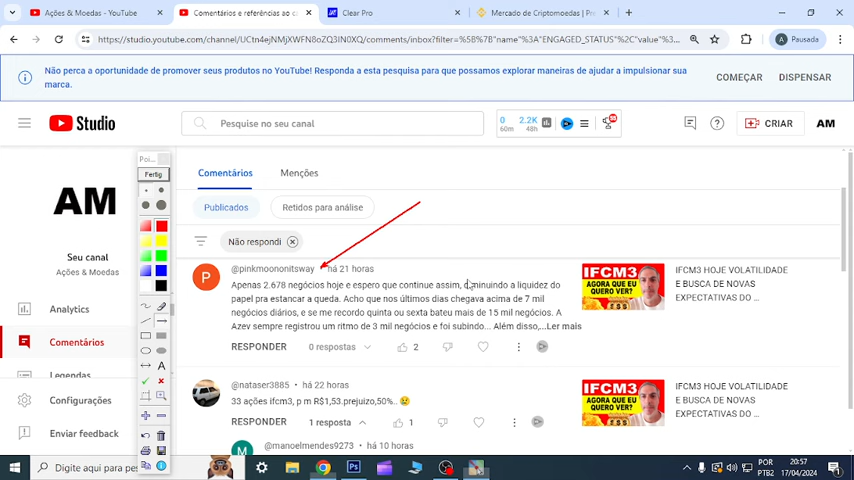 Ações & Moedas - YouTube
Comentários e referências ao ca
Clear Pro
Mercado de Criptomoedas | Pre
https://studio.youtube.com/channel/UCtn4ejNMjXWFN8oZQ3IN0XQ/comments/inbox?filter=%5B%7B"name"%3A"ENGAGED_STATUS"%2C"value"%...
A Pausada
Não perca a oportunidade de promover seus produtos no YouTube! Responda a esta pesquisa para que possamos explorar maneiras de ajudar a impulsionar sua
marca.
COMEÇAR
DISPENSAR
Studio
Pesquise no seu canal
0
60m
2.2K
48h
CRIAR
AM
Poi...
Fertig
AM
Seu canal
Ações & Moedas
Analytics
Comentários
Legendas
Configurações
Enviar feedback
Comentários
Menções
Publicados
Retidos para análise
Não respondi
P
@pinkmoononitsway há 21 horas
Apenas 2.678 negócios hoje e espero que continue assim, diminuindo a liquidez do
papel pra estancar a queda. Acho que nos últimos dias chegava acima de 7 mil
negócios diários, e se me recordo quinta ou sexta bateu mais de 15 mil negócios. A
Azev sempre registrou um ritmo de 3 mil negócios e foi subindo... Além disso,...Ler mais
RESPONDER
0 respostas
2
IFCM3
AGORA QUE
EU QUERO
VER?
IFCM3 HOJE VOLATILIDADE
E BUSCA DE NOVAS
EXPECTATIVAS ...
@nataser3885 • há 22 horas
33 ações ifcm3, p m R$1,53.prejuizo,50%.. 😢
RESPONDER
1 resposta
1
IFCM3
AGORA QUE
EU QUERO
VER?
IFCM3 HOJE VOLATILIDADE
E BUSCA DE NOVAS
EXPECTATIVAS ...
M
@manoelmendes9273 • há 10 horas
Digite aqui para pes
POR
PTB2
20:57
17/04/2024